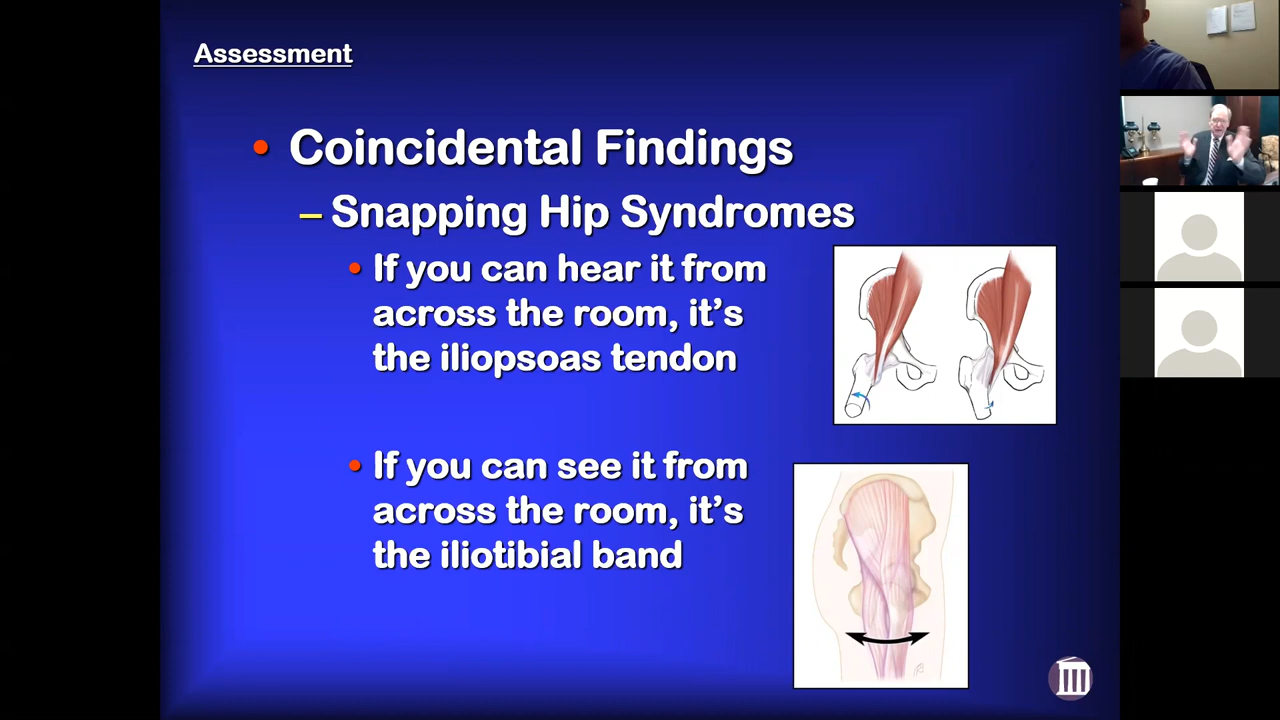 Assessment
• Coincidental Findings
– Snapping Hip Syndromes
• If you can hear it from
across the room, it's
the iliopsoas tendon
• If you can see it from
across the room, it's
the iliotibial band